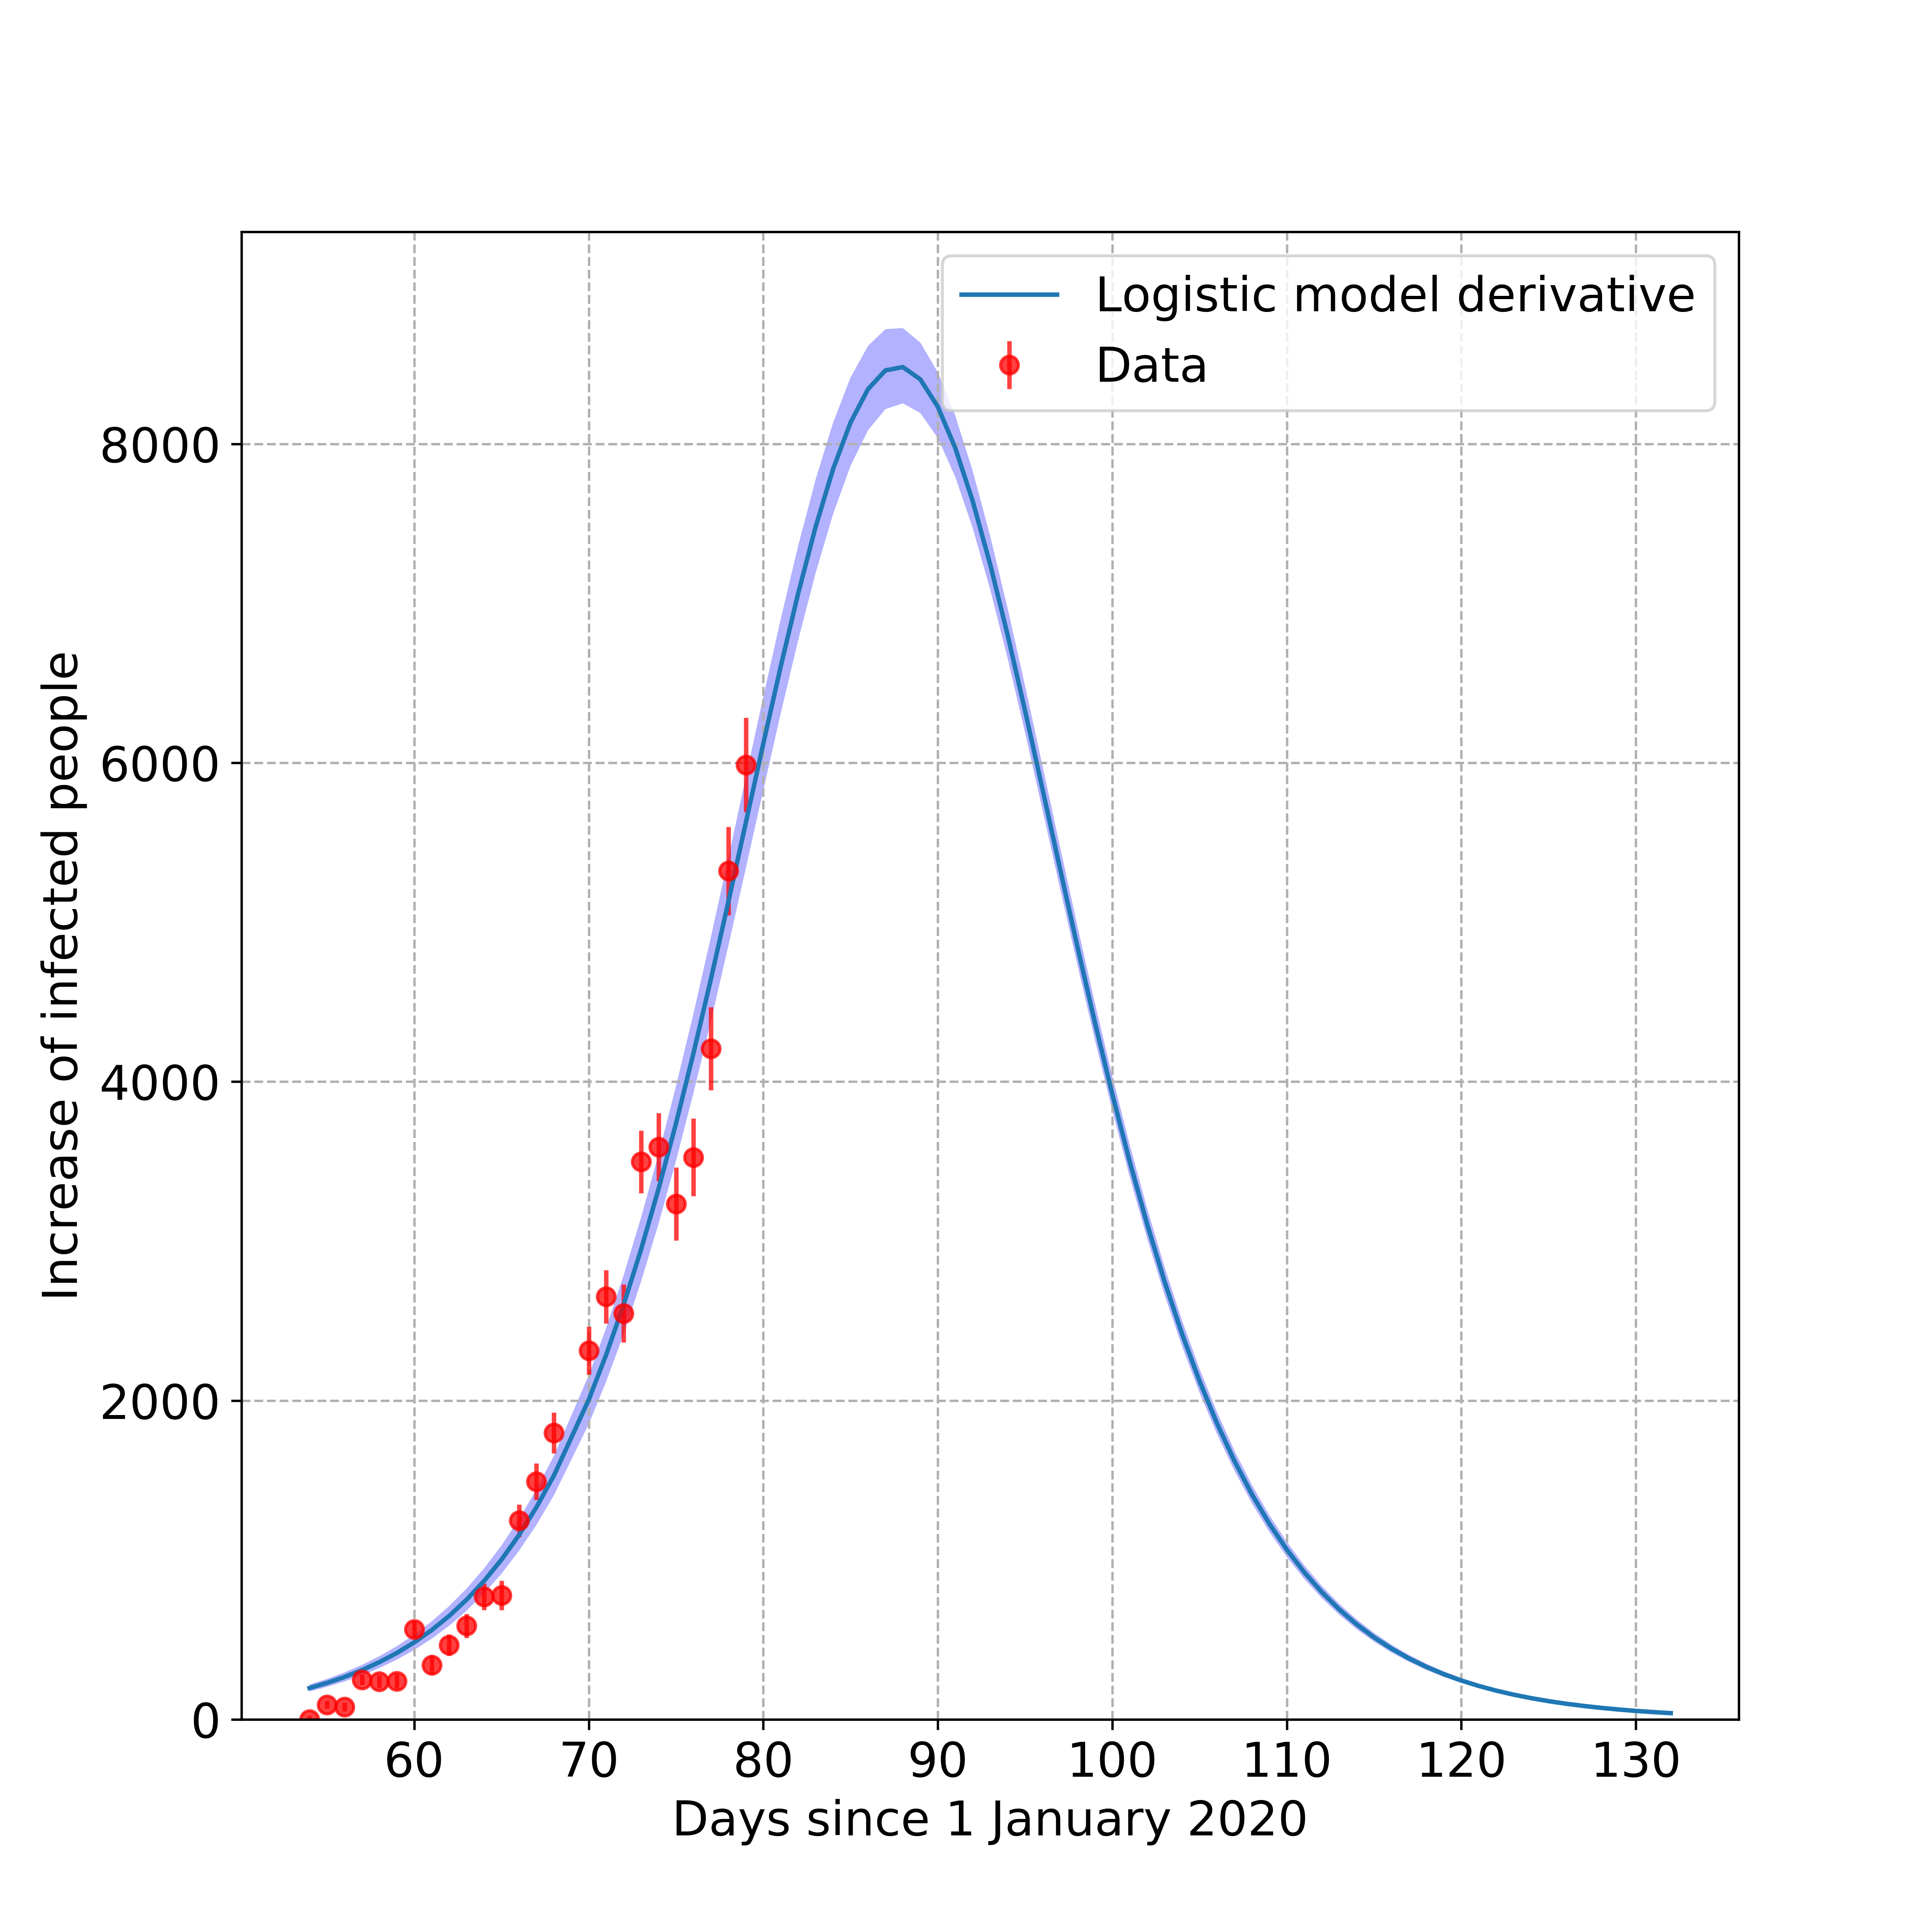 Logistic model derivative
Data
8000
6000
4000
2000
0
Increase of infected people
60 70 80 90 100 110 120 130
Days since 1 January 2020